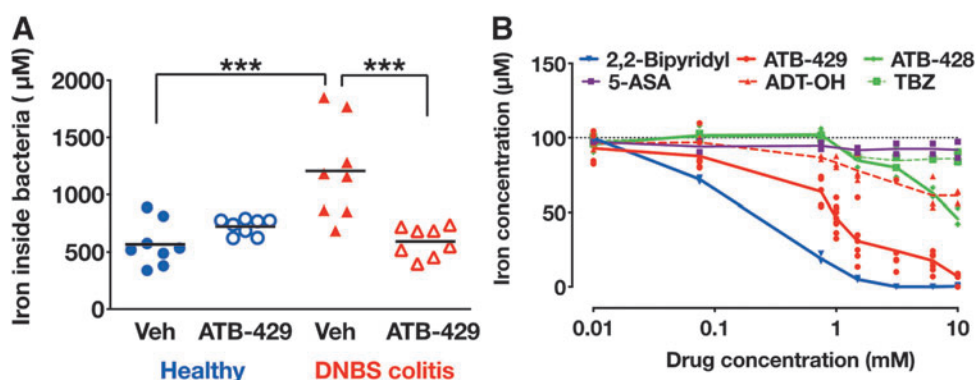 A
Iron inside bacteria ( µM)
2000
1500
1000
500
0
***
***
Veh
ATB-429
Veh
ATB-429
Healthy
DNBS colitis
B
Iron concentration (µM)
150
100
50
0
2,2-Bipyridyl
ATB-429
ATB-428
5-ASA
ADT-OH
TBZ
0.01
0.1
1
10
Drug concentration (mM)